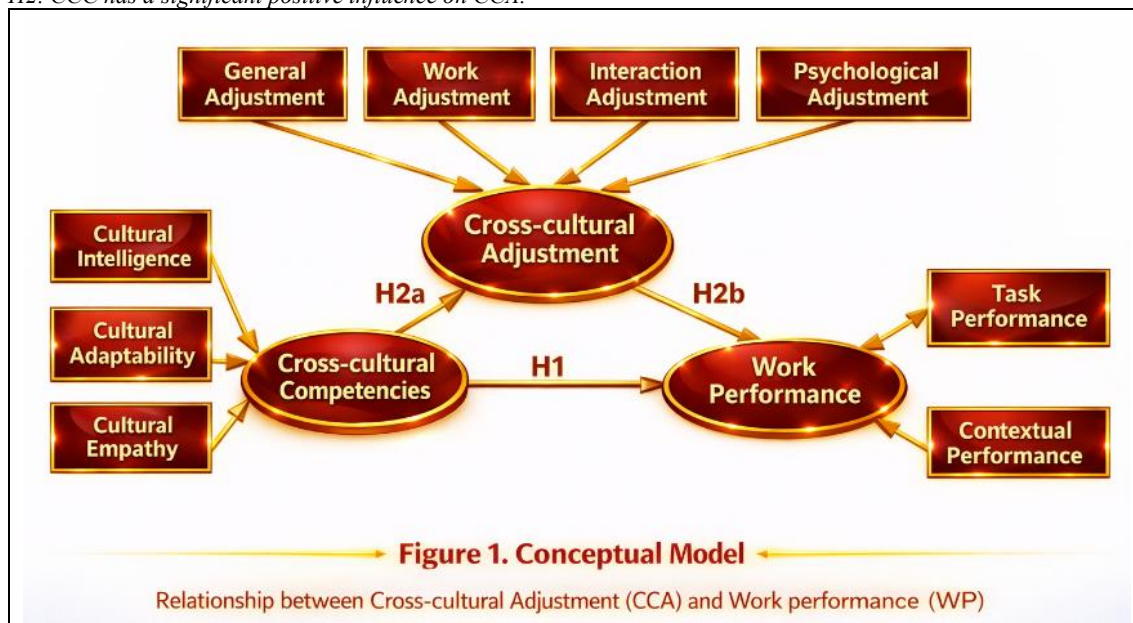 H2: CCC has a significant positive influence on CCA.
General
Adjustment
Work
Adjustment
Interaction
Adjustment
Psychological
Adjustment
Cross-cultural
Adjustment
Cultural
Intelligence
H2a
H2b
Task
Performance
Cultural
Adaptability
Cross-cultural
Competencies
H1
Work
Performance
Cultural
Empathy
Contextual
Performance
Figure 1. Conceptual Model
Relationship between Cross-cultural Adjustment (CCA) and Work performance (WP)